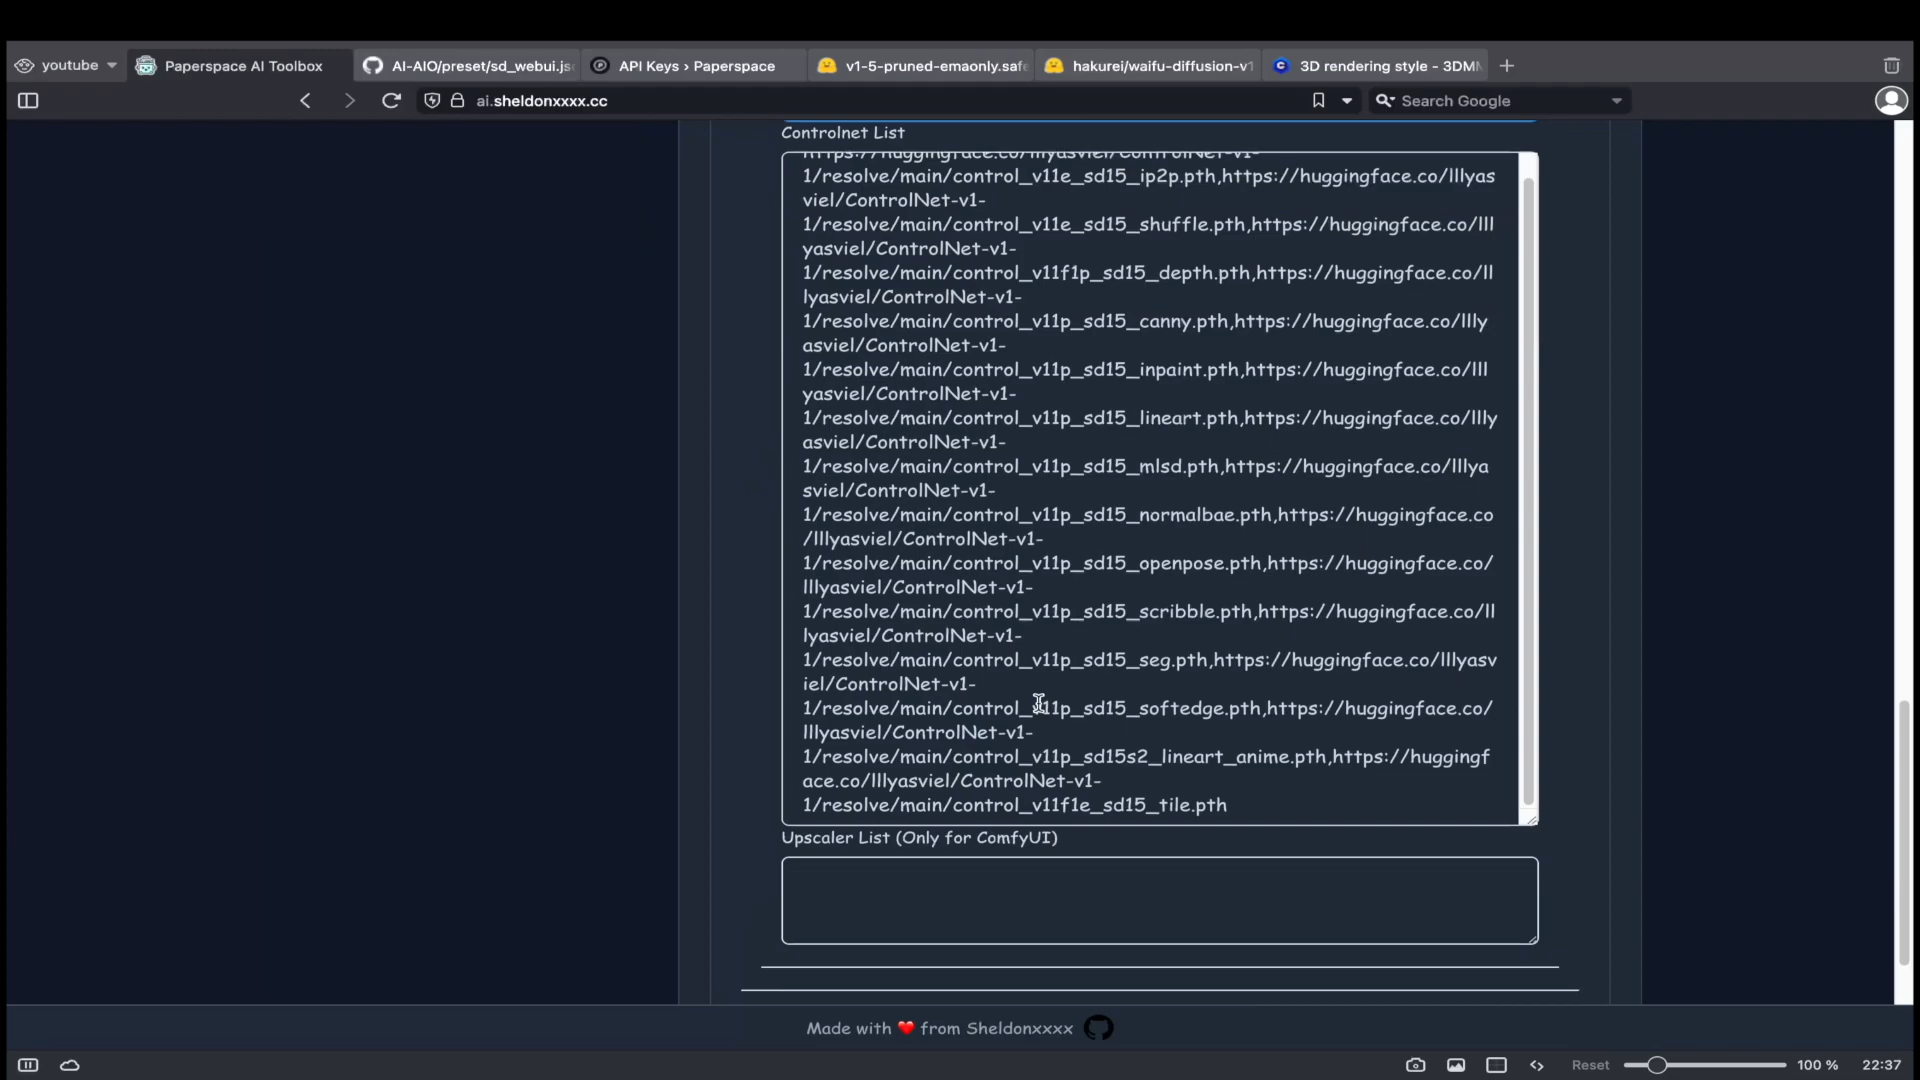 youtube
Paperspace AI Toolbox
AI-AIO/preset/sd_webui.js
API Keys › Paperspace
v1-5-pruned-emaonly.safe
hakurei/waifu-diffusion-v1
3D rendering style - 3DM
ai.sheldonxxxx.cc
Search Google
Controlnet List
https://huggingface.co/lllyasviel/ControlNet-v1-
1/resolve/main/control_v11e_sd15_ip2p.pth,https://huggingface.co/lllyas
viel/ControlNet-v1-
1/resolve/main/control_v11e_sd15_shuffle.pth,https://huggingface.co/lll
yasviel/ControlNet-v1-
1/resolve/main/control_v11f1p_sd15_depth.pth,https://huggingface.co/ll
lyasviel/ControlNet-v1-
1/resolve/main/control_v11p_sd15_canny.pth,https://huggingface.co/llly
asviel/ControlNet-v1-
1/resolve/main/control_v11p_sd15_inpaint.pth,https://huggingface.co/lll
yasviel/ControlNet-v1-
1/resolve/main/control_v11p_sd15_lineart.pth,https://huggingface.co/llly
asviel/ControlNet-v1-
1/resolve/main/control_v11p_sd15_mlsd.pth,https://huggingface.co/lllya
sviel/ControlNet-v1-
1/resolve/main/control_v11p_sd15_normalbae.pth,https://huggingface.co
/lllyasviel/ControlNet-v1-
1/resolve/main/control_v11p_sd15_openpose.pth,https://huggingface.co/
lllyasviel/ControlNet-v1-
1/resolve/main/control_v11p_sd15_scribble.pth,https://huggingface.co/ll
lyasviel/ControlNet-v1-
1/resolve/main/control_v11p_sd15_seg.pth,https://huggingface.co/lllyasv
iel/ControlNet-v1-
1/resolve/main/control_v11p_sd15_softedge.pth,https://huggingface.co/
lllyasviel/ControlNet-v1-
1/resolve/main/control_v11p_sd15s2_lineart_anime.pth,https://huggingf
ace.co/lllyasviel/ControlNet-v1-
1/resolve/main/control_v11f1e_sd15_tile.pth
Upscaler List (Only for ComfyUI)
Made with ❤️ from Sheldonxxxx
Reset
100 %
22:37